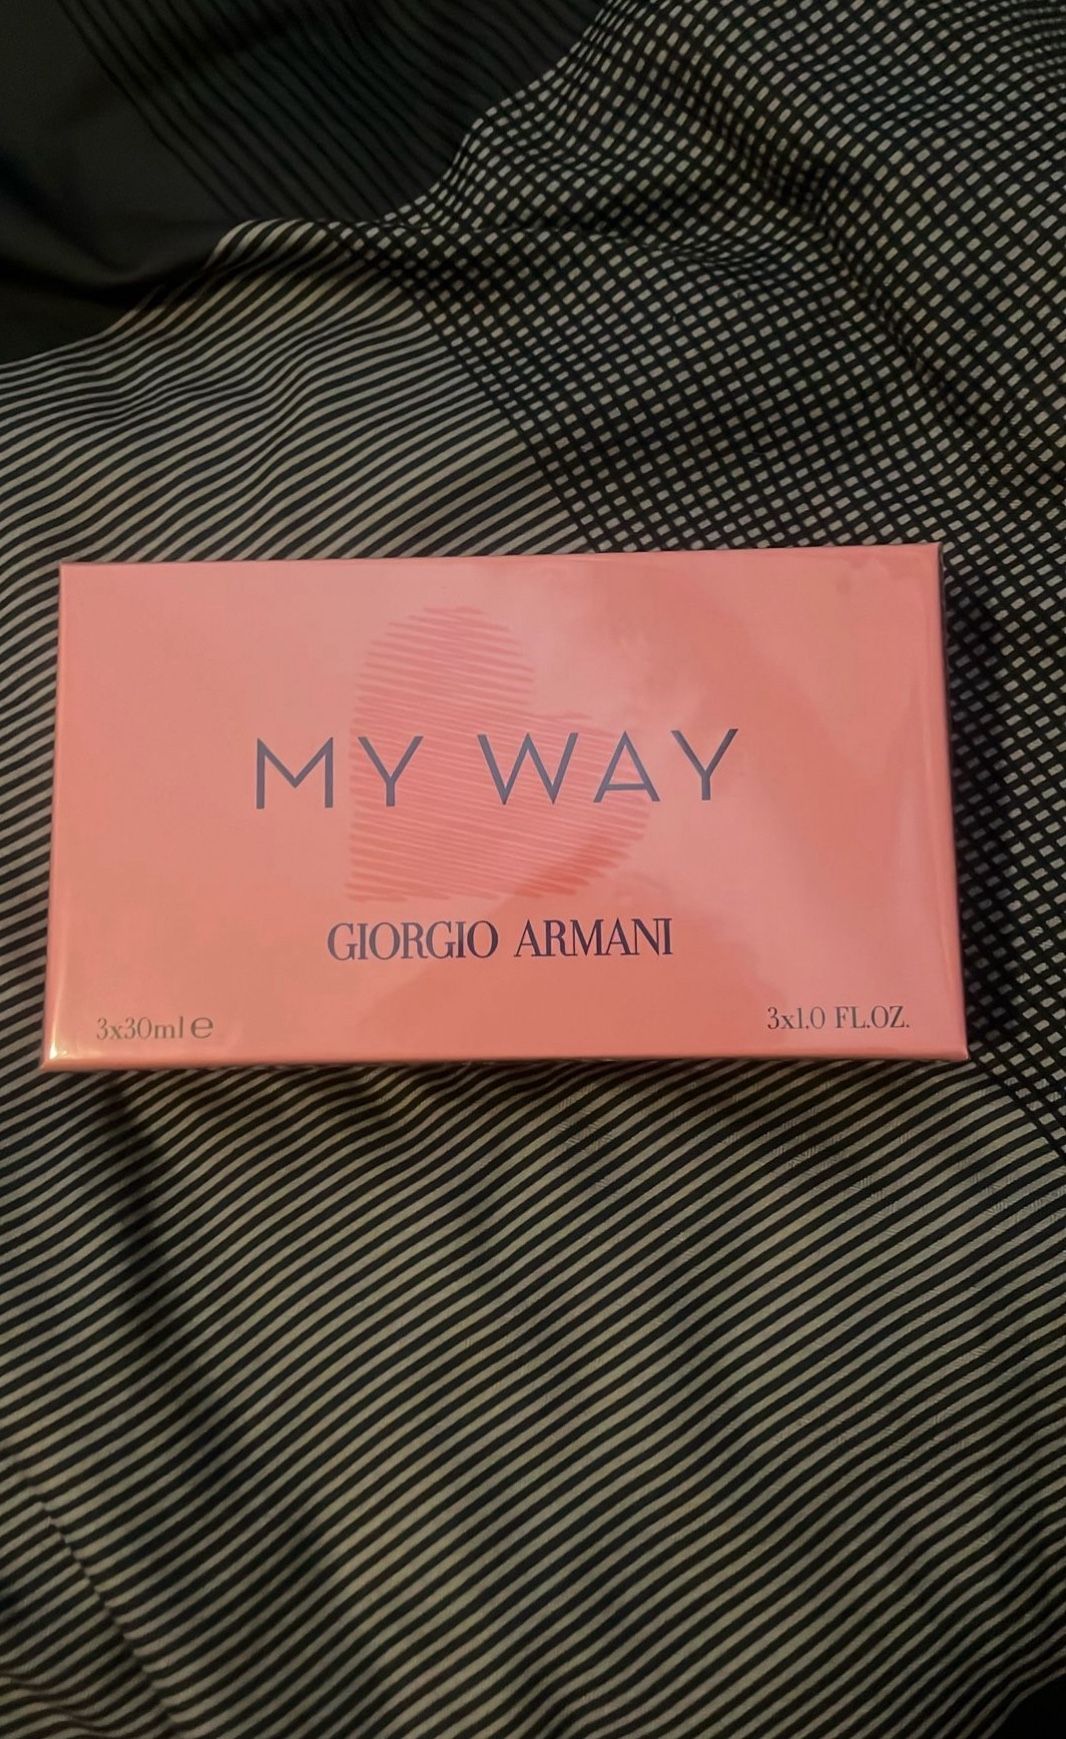 MY WAY
GIORGIO ARMANI
3x30ml e
3x1.0 FL.OZ.